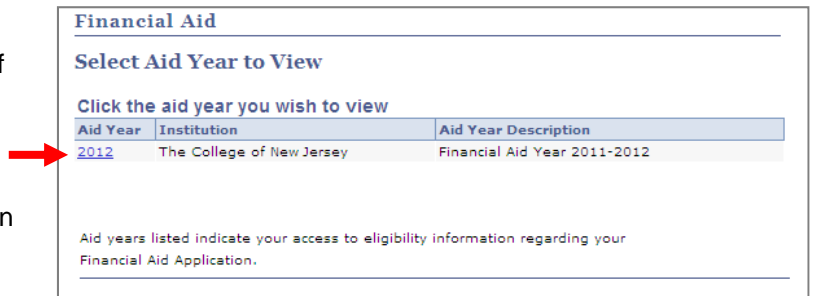 Financial Aid
Select Aid Year to View
f
Click the aid year you wish to view
Aid Year Institution Aid Year Description
2012 The College of New Jersey Financial Aid Year 2011-2012
n
Aid years listed indicate your access to eligibility information regarding your
Financial Aid Application.